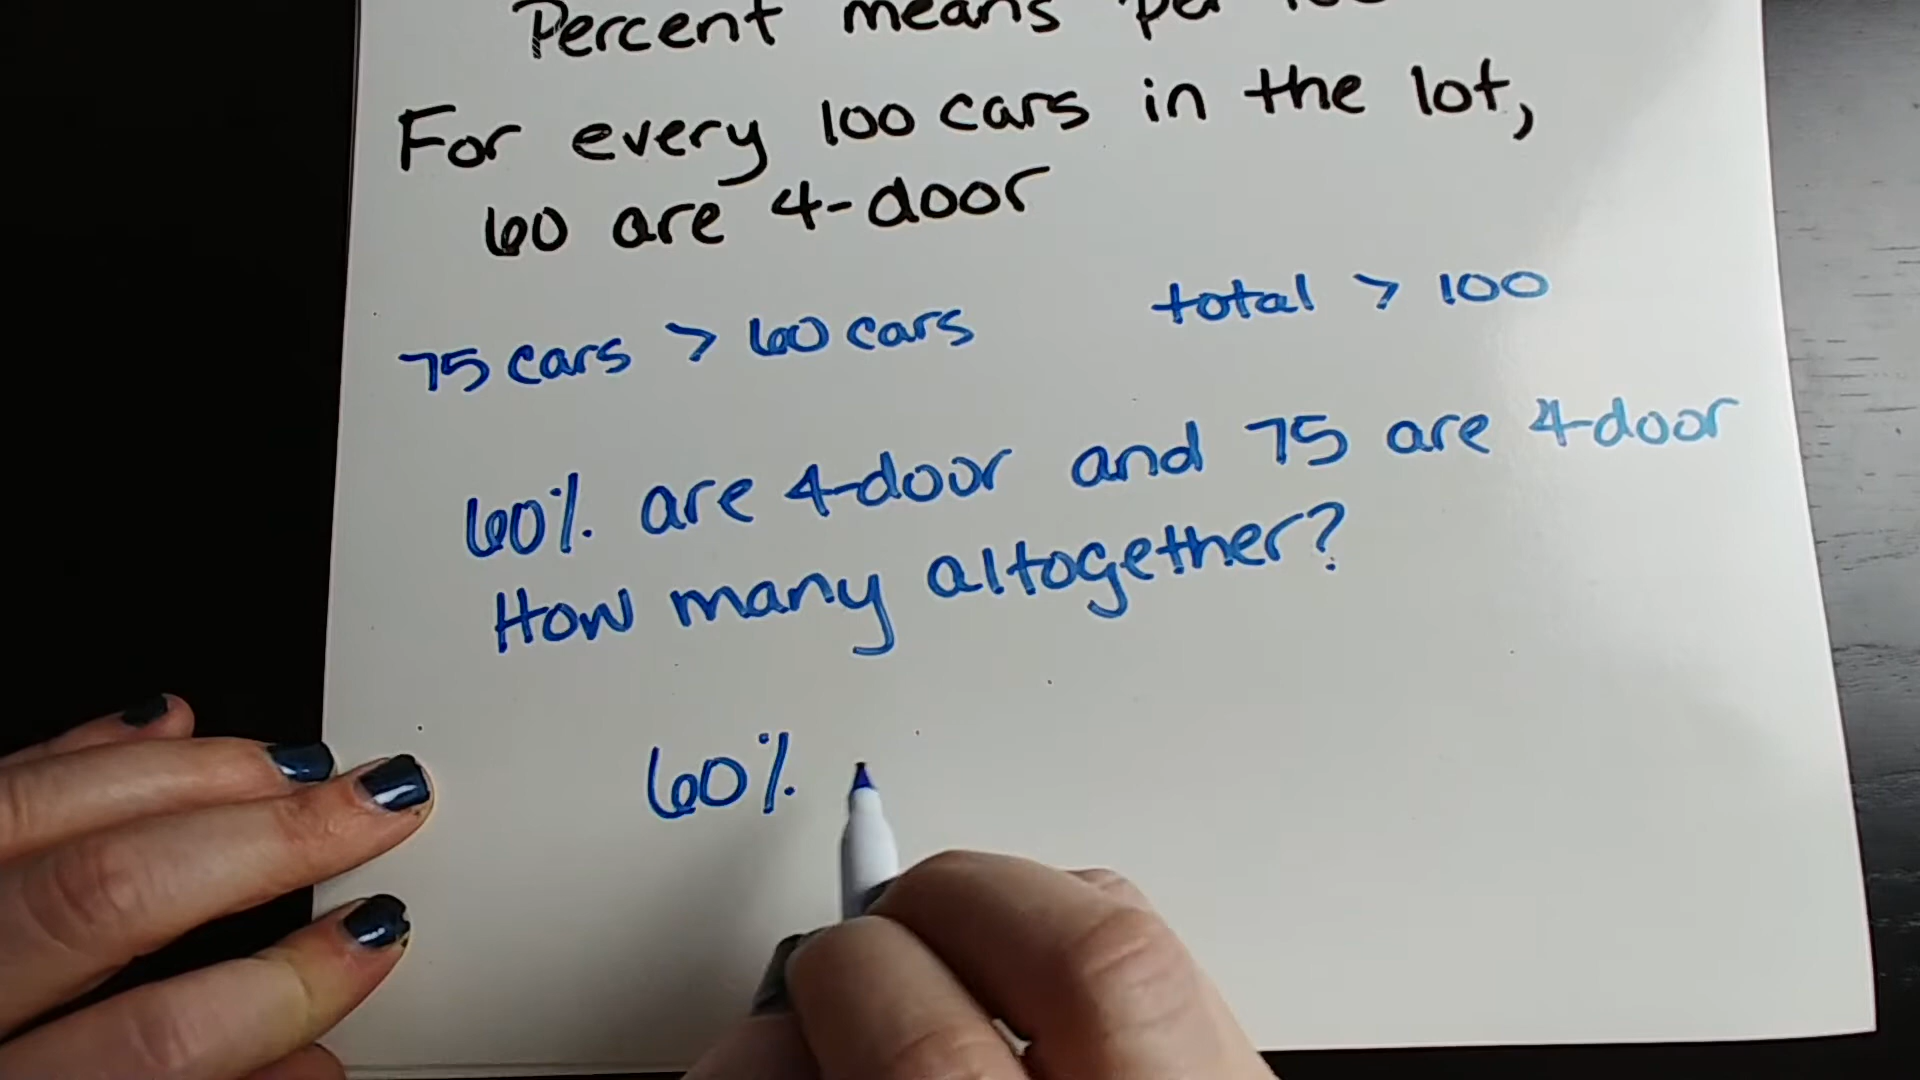 Percent means "per
For every 100 cars in the lot,
60 are 4-door
75 cars > 60 cars total > 100
60% are 4-door and 75 are 4-door
How many altogether?
60%